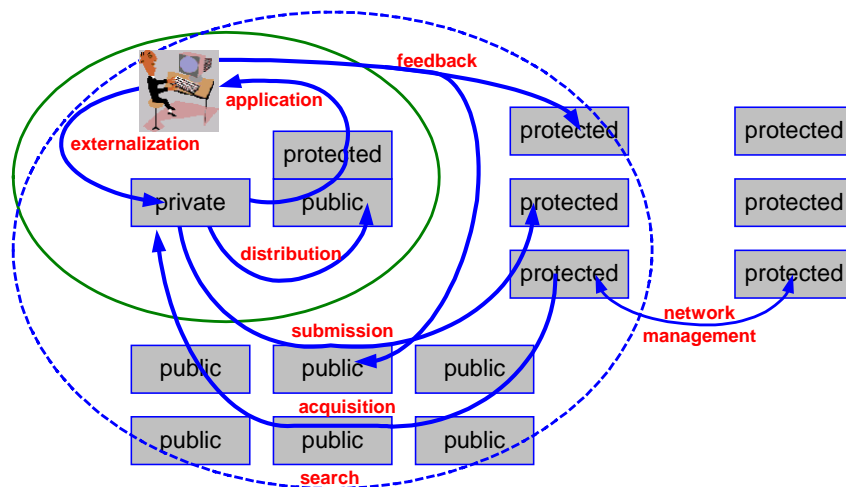 feedback
application
externalization
protected
protected
protected
private
public
protected
protected
distribution
protected
protected
network
management
submission
public
public
public
acquisition
public
public
public
search